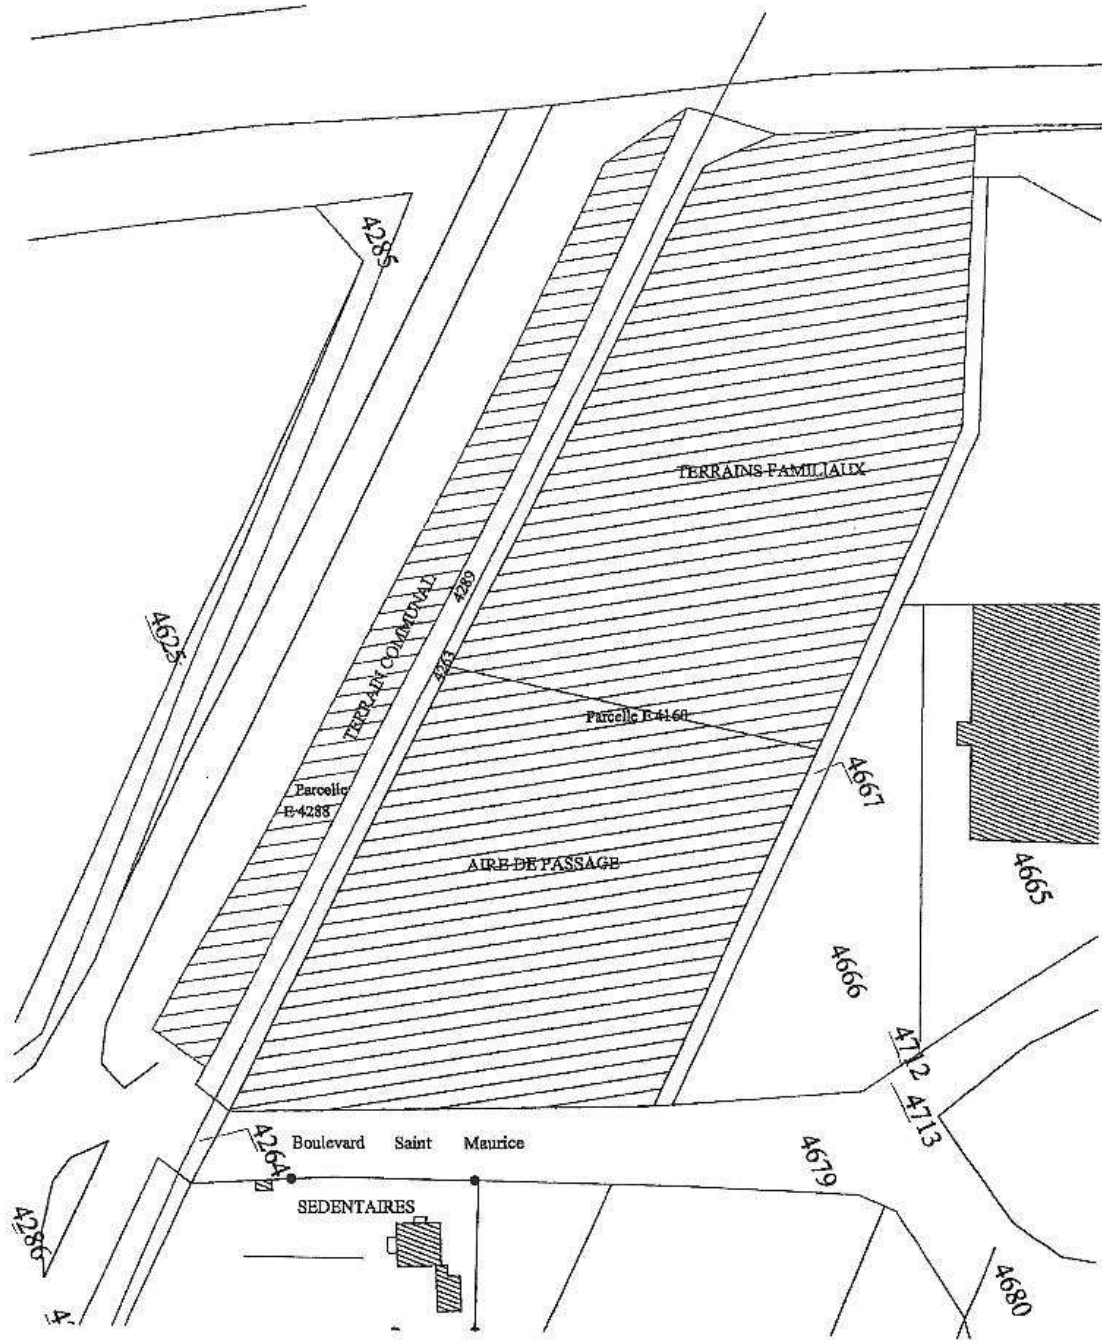 4285
TERRAINS FAMILIAUX
4289
TERRAIN COMMUNAL
4625
4263
Parcelle E 4160
4667
Parcelle
E 4288
AIRE DE PASSAGE
4665
4666
4712
4713
4264
Boulevard Saint Maurice
4679
SEDENTAIRES
4286
4680